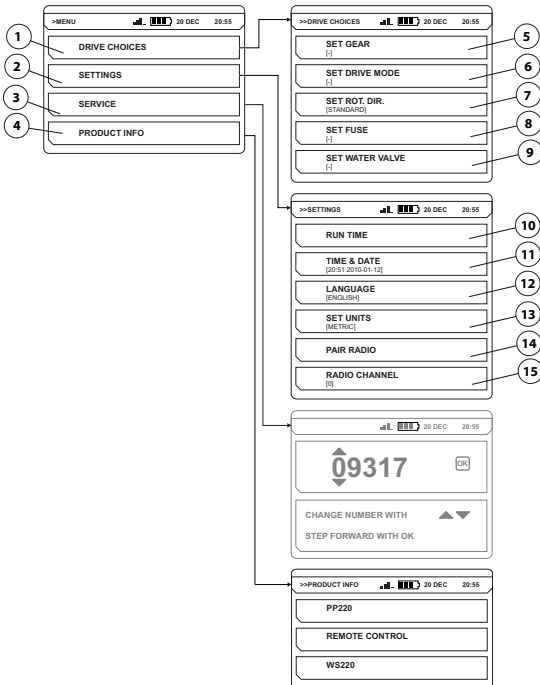 >MENU 20 DEC 20:55
1 DRIVE CHOICES
2 SETTINGS
3 SERVICE
4 PRODUCT INFO
>>DRIVE CHOICES 20 DEC 20:55
SET GEAR 5
[-]
SET DRIVE MODE 6
[-]
SET ROT. DIR. 7
[STANDARD]
SET FUSE 8
[-]
SET WATER VALVE 9
[-]
>>SETTINGS 20 DEC 20:55
RUN TIME 10
TIME & DATE 11
[20:51 2010-01-12]
LANGUAGE 12
[ENGLISH]
SET UNITS 13
[METRIC]
PAIR RADIO 14
RADIO CHANNEL 15
[0]
20 DEC 20:55
09317 OK
CHANGE NUMBER WITH
STEP FORWARD WITH OK
>>PRODUCT INFO 20 DEC 20:55
PP220
REMOTE CONTROL
WS220